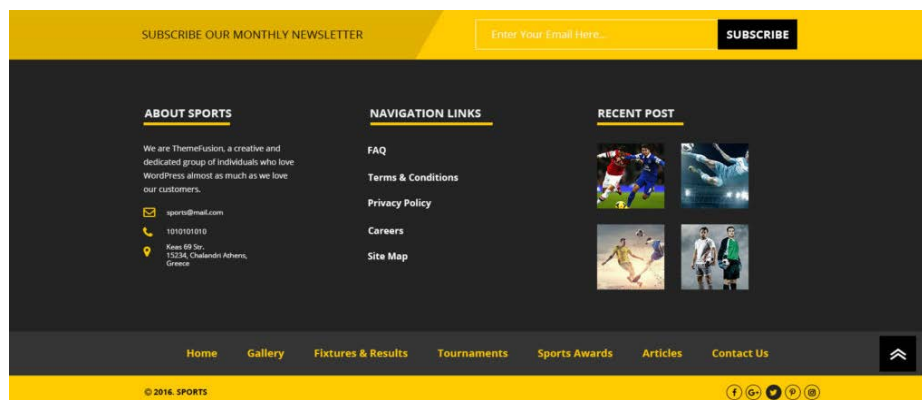 SUBSCRIBE OUR MONTHLY NEWSLETTER
Enter Your Email Here...
SUBSCRIBE
ABOUT SPORTS
We are ThemeFusion, a creative and
dedicated group of individuals who love
WordPress almost as much as we love
our customers.
sports@mail.com
1010101010
Keas 69 Str.
15234, Chalandri Athens,
Greece
NAVIGATION LINKS
FAQ
Terms & Conditions
Privacy Policy
Careers
Site Map
RECENT POST
Home Gallery Fixtures & Results Tournaments Sports Awards Articles Contact Us
© 2016. SPORTS